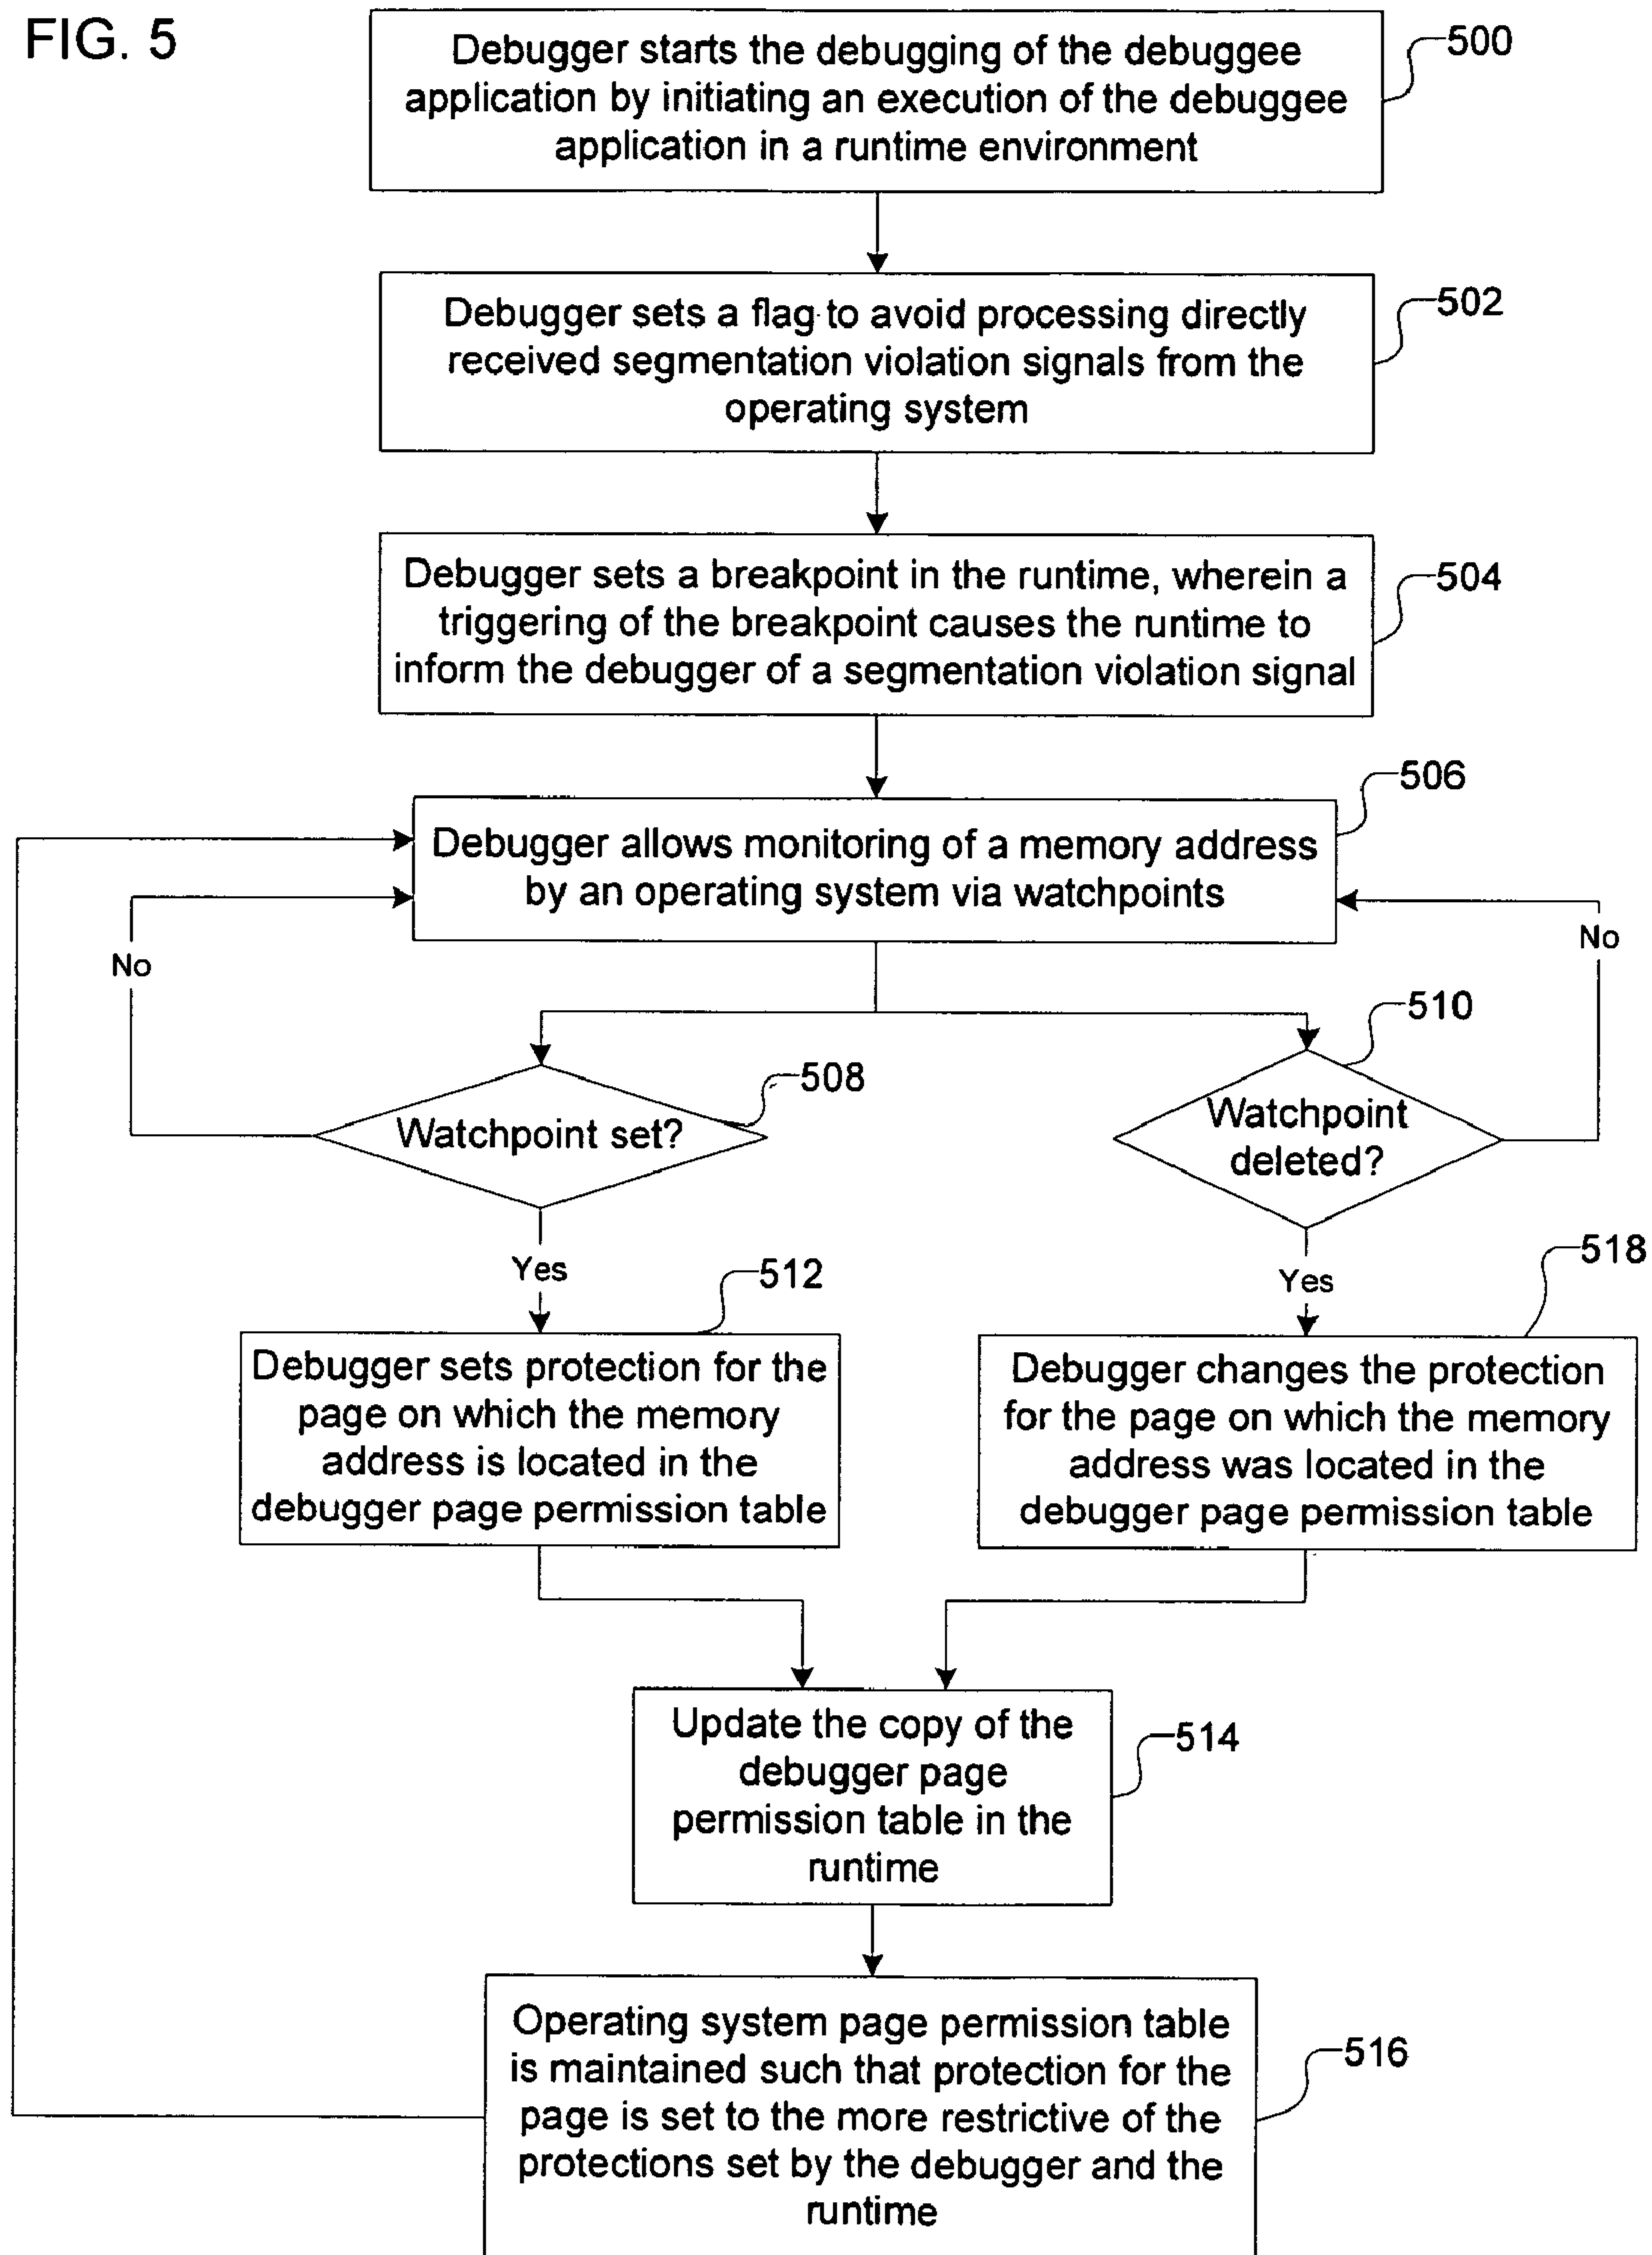 FIG. 5
Debugger starts the debugging of the debuggee
application by initiating an execution of the debuggee
application in a runtime environment
500
Debugger sets a flag to avoid processing directly
received segmentation violation signals from the
operating system
502
Debugger sets a breakpoint in the runtime, wherein a
triggering of the breakpoint causes the runtime to
inform the debugger of a segmentation violation signal
504
506
Debugger allows monitoring of a memory address
by an operating system via watchpoints
No
No
508
Watchpoint set?
510
Watchpoint
deleted?
Yes
Yes
512
Debugger sets protection for the
page on which the memory
address is located in the
debugger page permission table
518
Debugger changes the protection
for the page on which the memory
address was located in the
debugger page permission table
Update the copy of the
debugger page
permission table in the
runtime
514
Operating system page permission table
is maintained such that protection for the
page is set to the more restrictive of the
protections set by the debugger and the
runtime
516